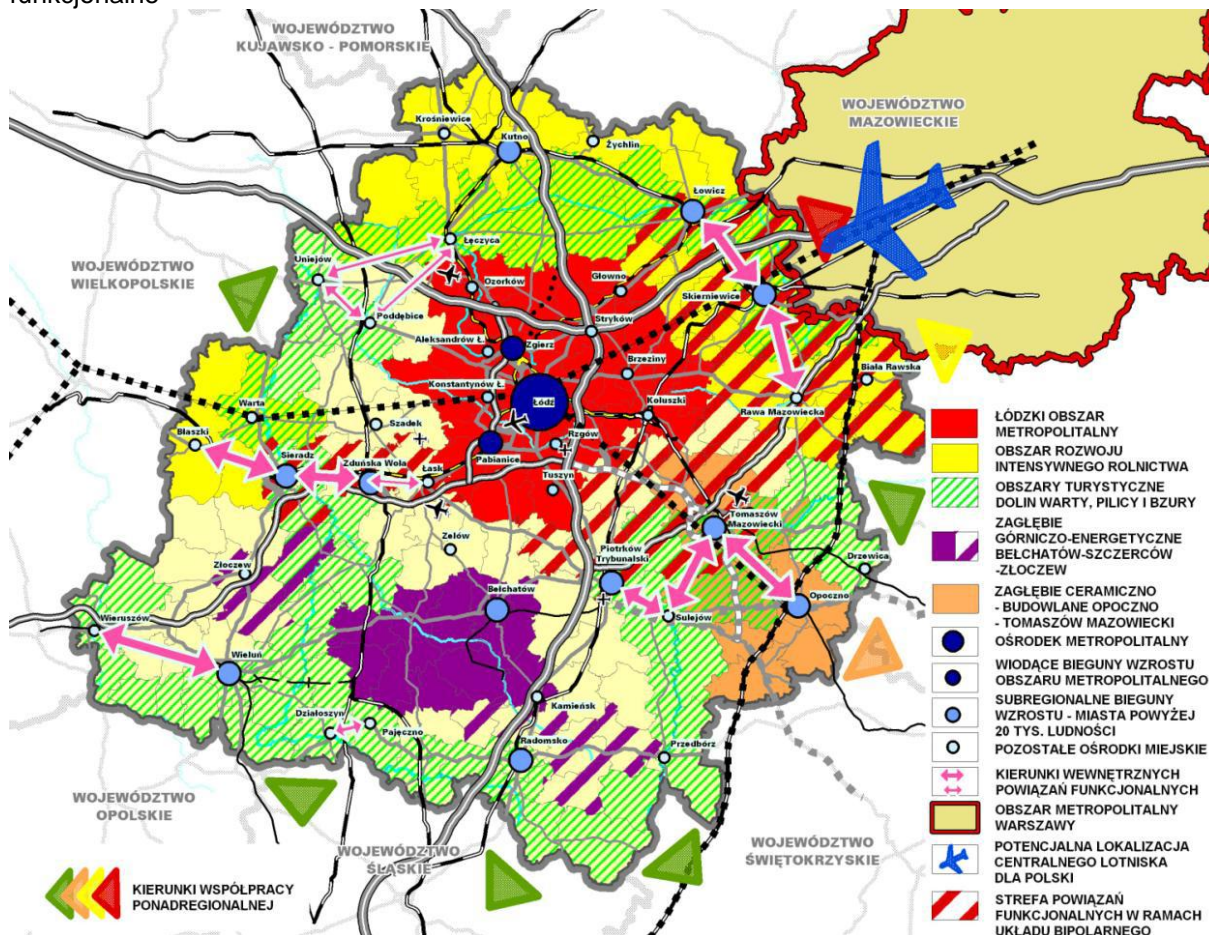 funkcjonalne
WOJEWÓDZTWO
KUJAWSKO - POMORSKIE
WOJEWÓDZTWO
MAZOWIECKIE
WOJEWÓDZTWO
WIELKOPOLSKIE
WOJEWÓDZTWO
OPOLSKIE
WOJEWÓDZTWO
ŚLĄSKIE
WOJEWÓDZTWO
ŚWIĘTOKRZYSKIE
Krośniewice
Kutno
Żychlin
Łowicz
Łęczyca
Uniejów
Ozorków
Głowno
Skierniewice
Poddębice
Stryków
Aleksandrów Ł.
Zgierz
Brzeziny
Biała Rawska
Konstantynów Ł.
Łódź
Koluszki
Rawa Mazowiecka
Warta
Szadek
Błaszki
Rzgów
Pabianice
Sieradz
Zduńska Wola
Łask
Tuszyn
Tomaszów
Mazowiecki
Zelów
Piotrków
Trybunalski
Drzewica
Złoczew
Bełchatów
Opoczno
Sulejów
Wieruszów
Wieluń
Kamieńsk
Działoszyn
Pajęczno
Radomsko
Przedbórz
ŁÓDZKI OBSZAR
METROPOLITALNY
OBSZAR ROZWOJU
INTENSYWNEGO ROLNICTWA
OBSZARY TURYSTYCZNE
DOLIN WARTY, PILICY I BZURY
ZAGŁĘBIE
GÓRNICZO-ENERGETYCZNE
BEŁCHATÓW-SZCZERCÓW
-ZŁOCZEW
ZAGŁĘBIE CERAMICZNO
- BUDOWLANE OPOCZNO
- TOMASZÓW MAZOWIECKI
OŚRODEK METROPOLITALNY
WIODĄCE BIEGUNY WZROSTU
OBSZARU METROPOLITALNEGO
SUBREGIONALNE BIEGUNY
WZROSTU - MIASTA POWYŻEJ
20 TYS. LUDNOŚCI
POZOSTAŁE OŚRODKI MIEJSKIE
KIERUNKI WEWNĘTRZNYCH
POWIĄZAŃ FUNKCJONALNYCH
OBSZAR METROPOLITALNY
WARSZAWY
POTENCJALNA LOKALIZACJA
CENTRALNEGO LOTNISKA
DLA POLSKI
STREFA POWIĄZAŃ
FUNKCJONALNYCH W RAMACH
UKŁADU BIPOLARNEGO
KIERUNKI WSPÓŁPRACY
PONADREGIONALNEJ